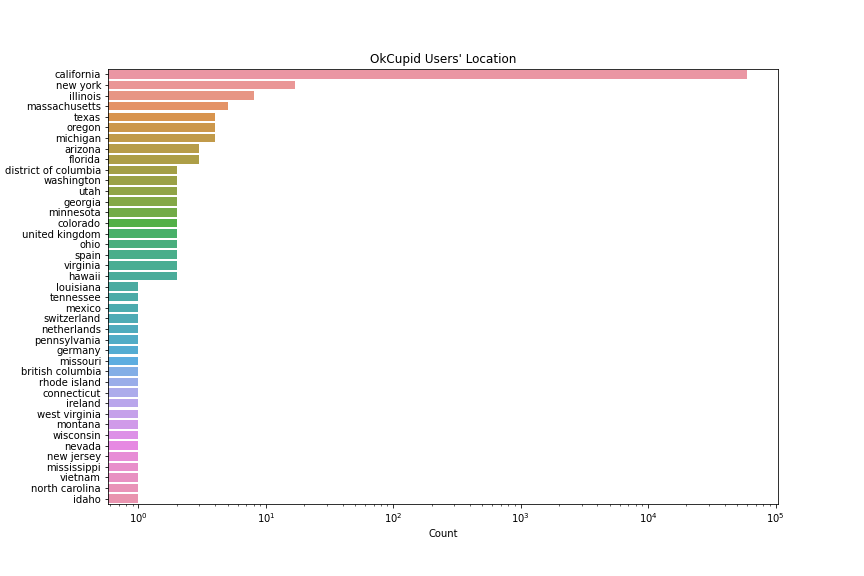 OkCupid Users' Location
california
new york
illinois
massachusetts
texas
oregon
michigan
arizona
florida
district of columbia
washington
utah
georgia
minnesota
colorado
united kingdom
ohio
spain
virginia
hawaii
louisiana
tennessee
mexico
switzerland
netherlands
pennsylvania
germany
missouri
british columbia
rhode island
connecticut
ireland
west virginia
montana
wisconsin
nevada
new jersey
mississippi
vietnam
north carolina
idaho
10⁰ 10¹ 10² 10³ 10⁴ 10⁵
Count